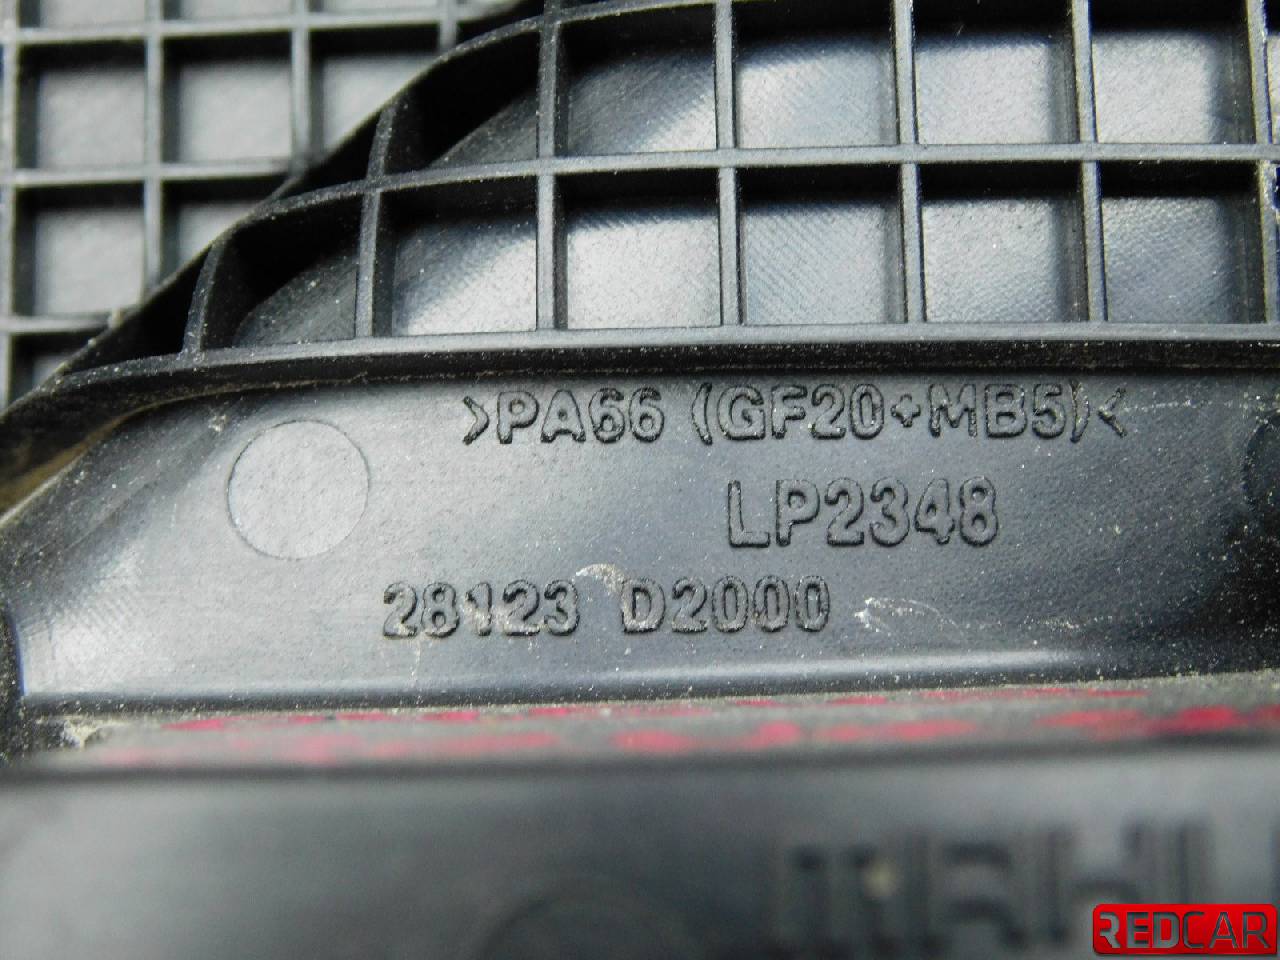 >PA66 (GF20+MB5)<
LP2348
28123 D2000
REDCAR